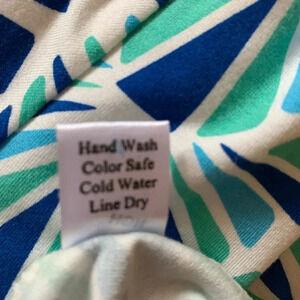 Hand Wash
Color Safe
Cold Water
Line Dry